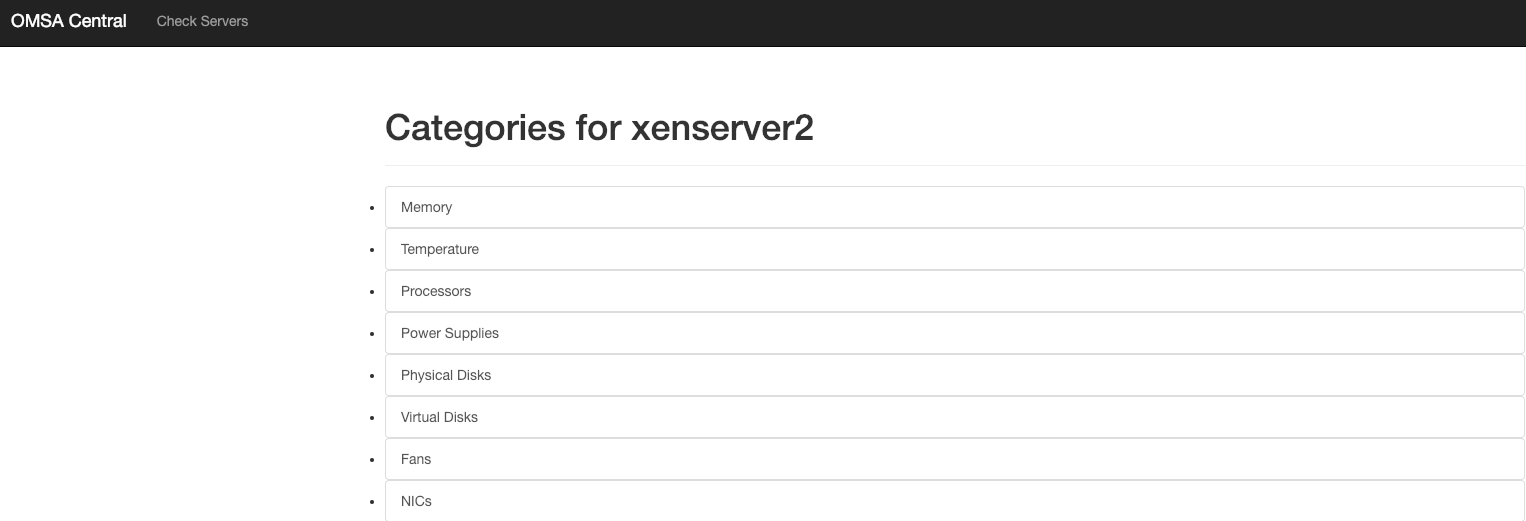 OMSA Central Check Servers
Categories for xenserver2
Memory
Temperature
Processors
Power Supplies
Physical Disks
Virtual Disks
Fans
NICs